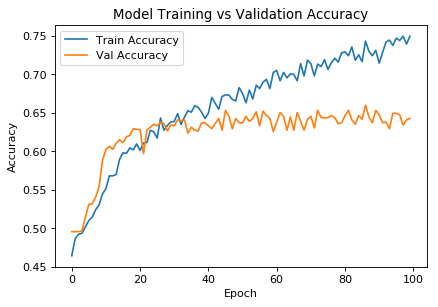 Model Training vs Validation Accuracy
Train Accuracy
Val Accuracy
Accuracy
0.75
0.70
0.65
0.60
0.55
0.50
0.45
0 20 40 60 80 100
Epoch